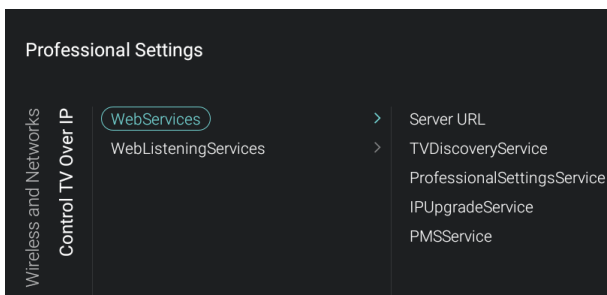 Professional Settings
Wireless and Networks
Control TV Over IP
WebServices
WebListeningServices
Server URL
TVDiscoveryService
ProfessionalSettingsService
IPUpgradeService
PMSService